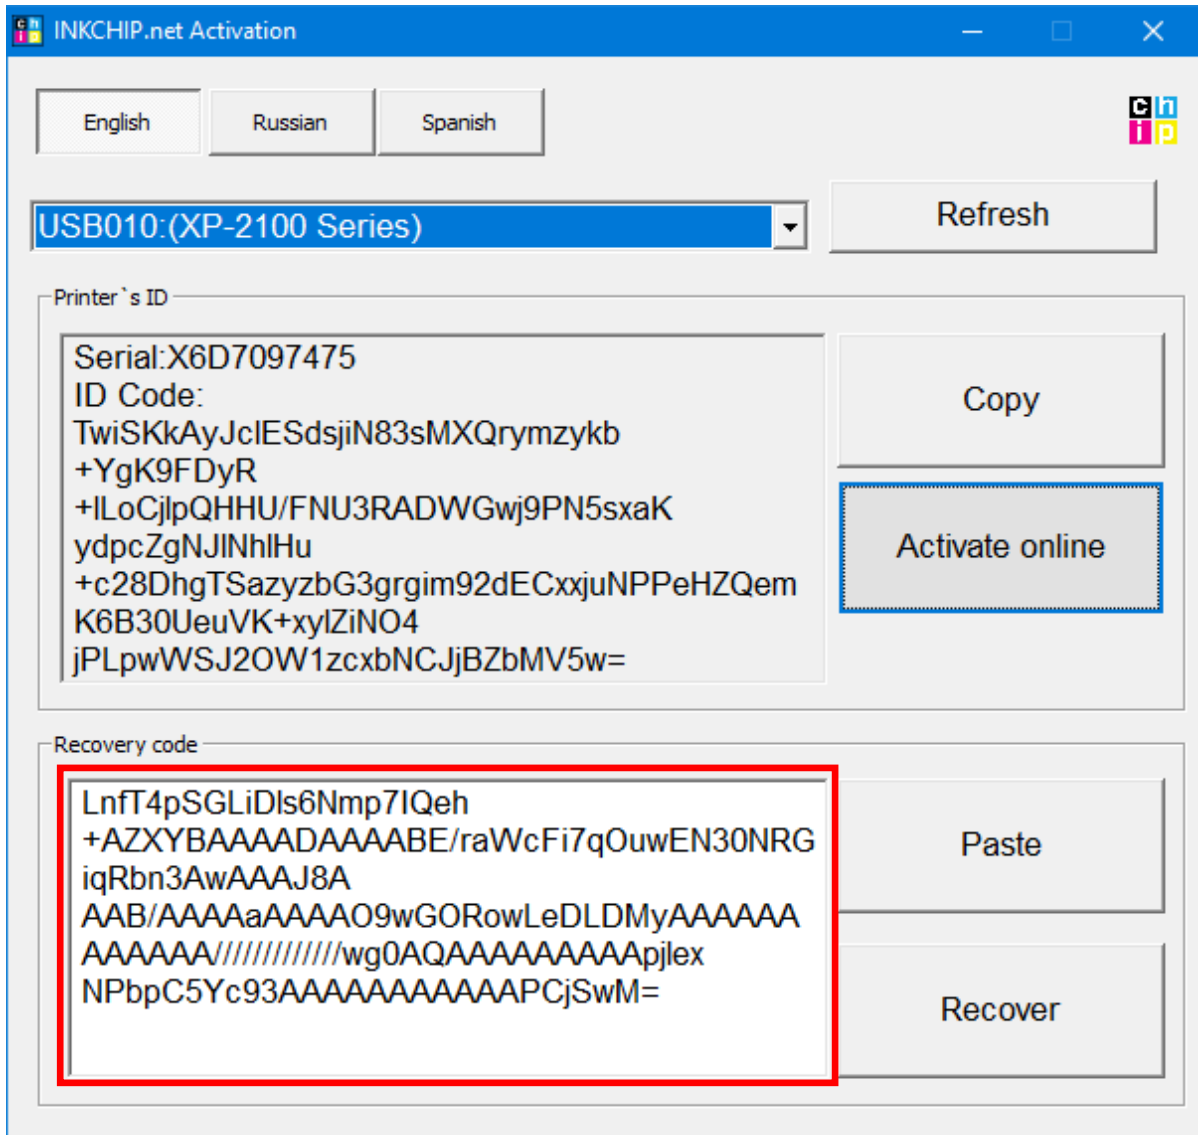 INKCHIP.net Activation
English
Russian
Spanish
ch
ip
USB010:(XP-2100 Series)
Refresh
Printer`s ID
Serial:X6D7097475
ID Code:
TwiSKkAyJclESdsjiN83sMXQrymzykb
+YgK9FDyR
+lLoCjlpQHHU/FNU3RADWGwj9PN5sxaK
ydpcZgNJlNhlHu
+c28DhgTSazyzbG3grgim92dECxxjuNPPeHZQem
K6B30UeuVK+xylZiNO4
jPLpwWSJ2OW1zcxbNCJjBZbMV5w=
Copy
Activate online
Recovery code
LnfT4pSGLiDls6Nmp7IQeh
+AZXYBAAAADAAAABE/raWcFi7qOuwEN30NRG
iqRbn3AwAAAJ8A
AAB/AAAAaAAAAO9wGORowLeDLDMyAAAAAA
AAAAAA/////////////wg0AQAAAAAAAAApjlex
NPbpC5Yc93AAAAAAAAAAAPCjSwM=
Paste
Recover